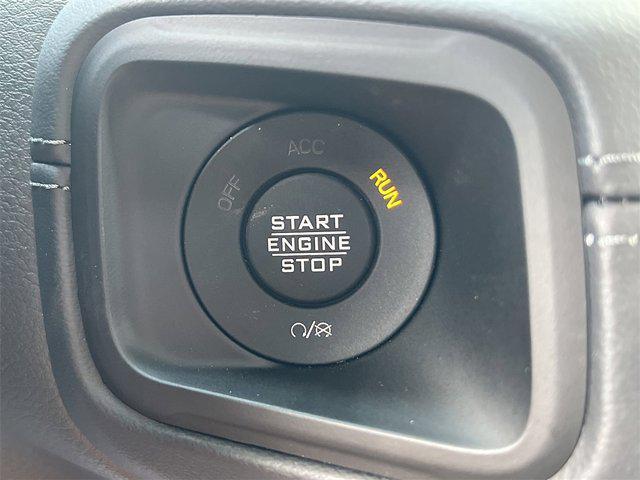 ACC
OFF
RUN
START
ENGINE
STOP